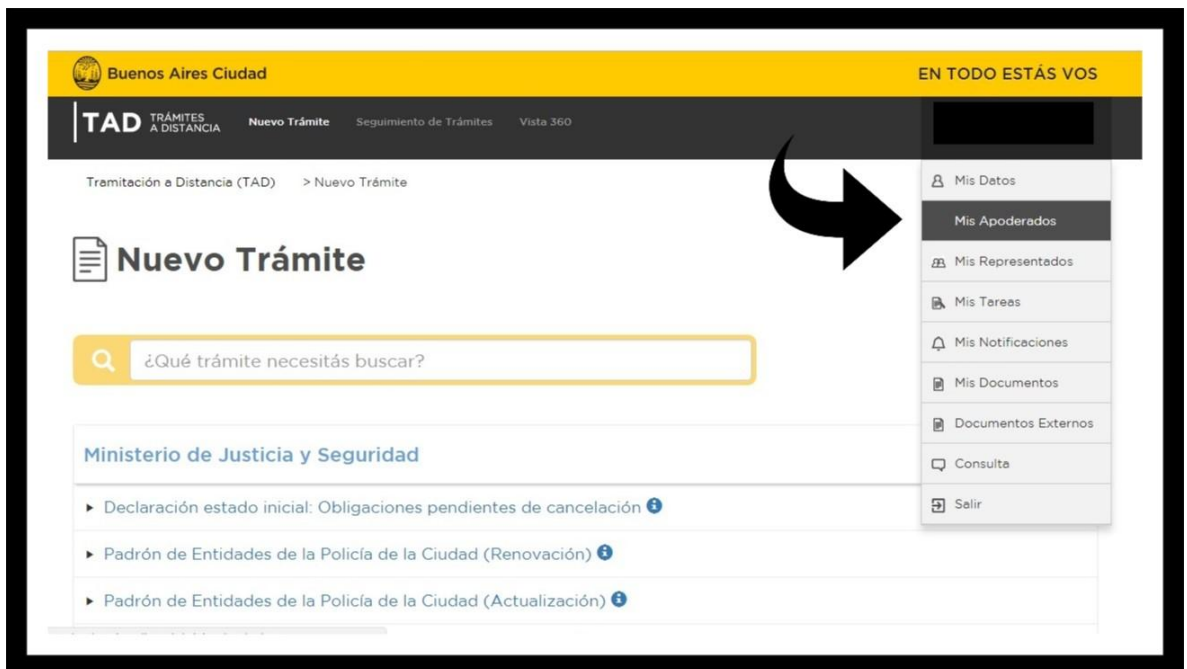 Buenos Aires Ciudad
EN TODO ESTÁS VOS
TAD TRÁMITES A DISTANCIA
Nuevo Trámite
Seguimiento de Trámites
Vista 360
Tramitación a Distancia (TAD) > Nuevo Trámite
Nuevo Trámite
¿Qué trámite necesitás buscar?
Ministerio de Justicia y Seguridad
Declaración estado inicial: Obligaciones pendientes de cancelación
Padrón de Entidades de la Policía de la Ciudad (Renovación)
Padrón de Entidades de la Policía de la Ciudad (Actualización)
Mis Datos
Mis Apoderados
Mis Representados
Mis Tareas
Mis Notificaciones
Mis Documentos
Documentos Externos
Consulta
Salir